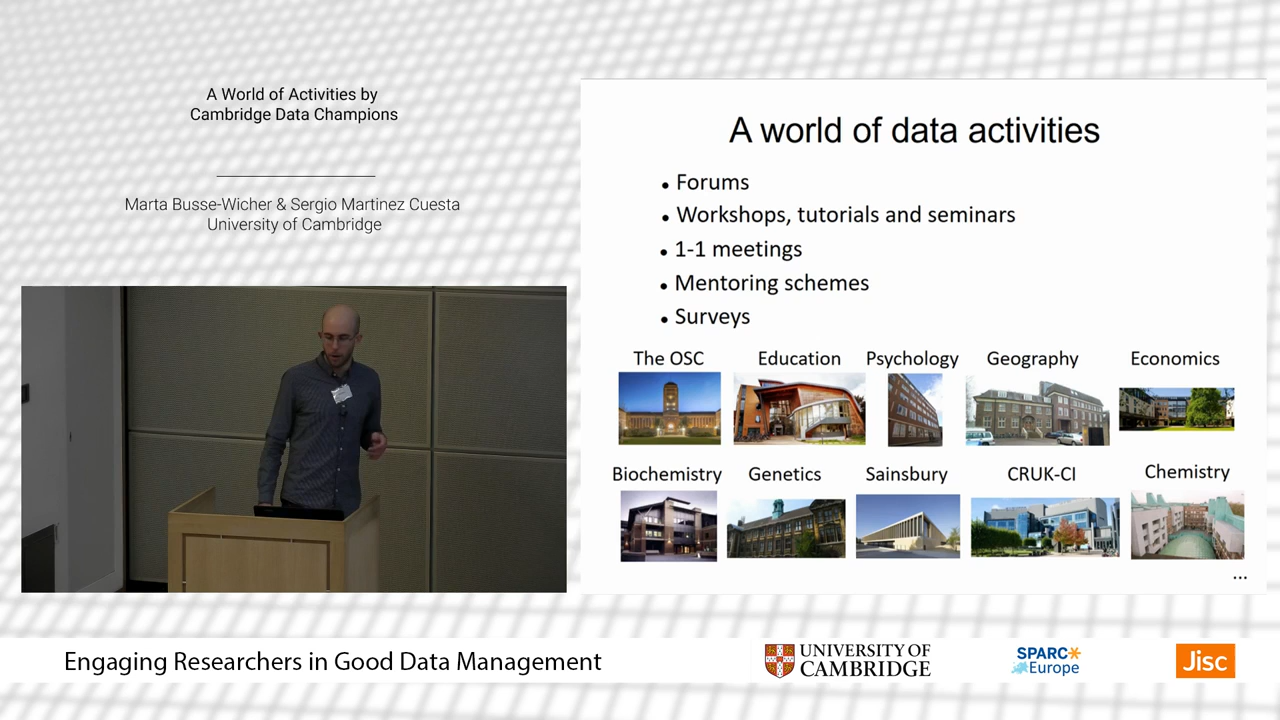 A World of Activities by
Cambridge Data Champions
Marta Busse-Wicher & Sergio Martinez Cuesta
University of Cambridge
A world of data activities
• Forums
• Workshops, tutorials and seminars
• 1-1 meetings
• Mentoring schemes
• Surveys
The OSC Education Psychology Geography Economics
Biochemistry Genetics Sainsbury CRUK-CI Chemistry
...
Engaging Researchers in Good Data Management
UNIVERSITY OF
CAMBRIDGE
SPARC
Europe
Jisc